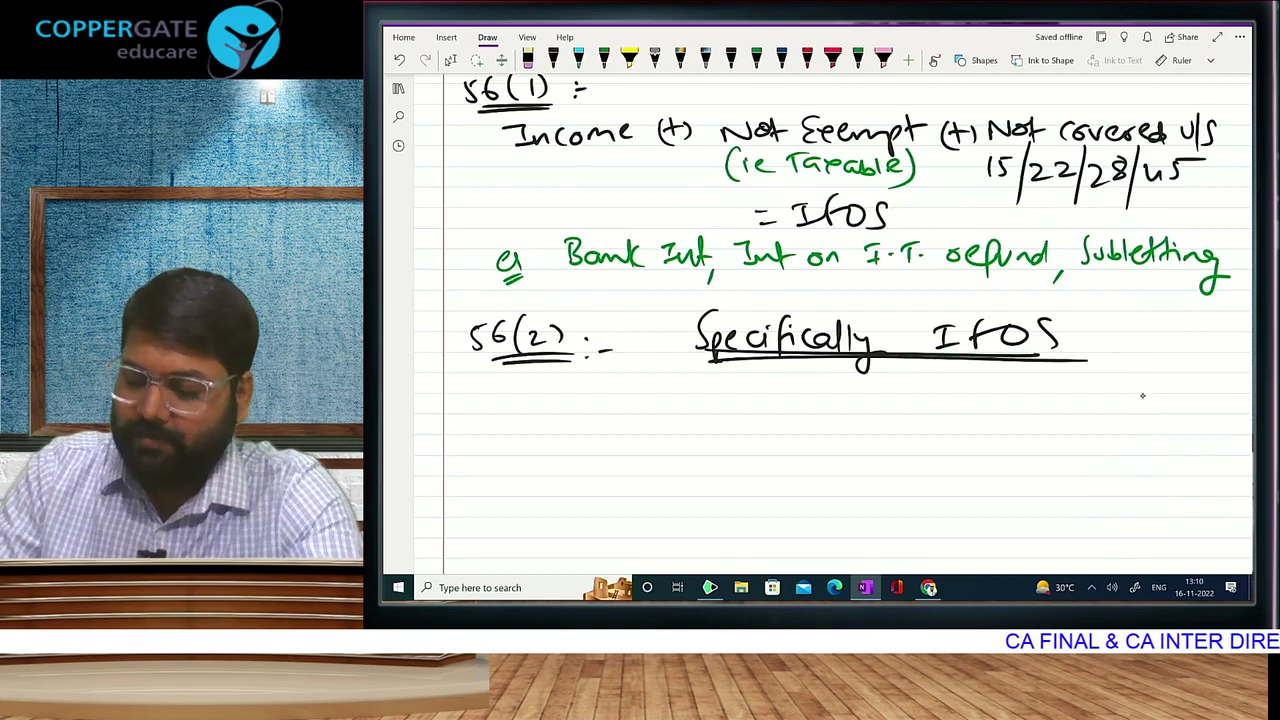 COPPERGATE
educare
Home Insert Draw View Help Saved offline Share
Shapes Ink to Shape Ink to Text Ruler
56(1) :-
Income (+) Not Exempt (+) Not covered u/s
(ie Taxable) 15/22/28/45
= IFOS
eg Bank Int, Int on I.T. refund, Subletting
56(2) :- Specifically IFOS
Type here to search 30°C ENG 13:10
16-11-2022
CA FINAL & CA INTER DIRE